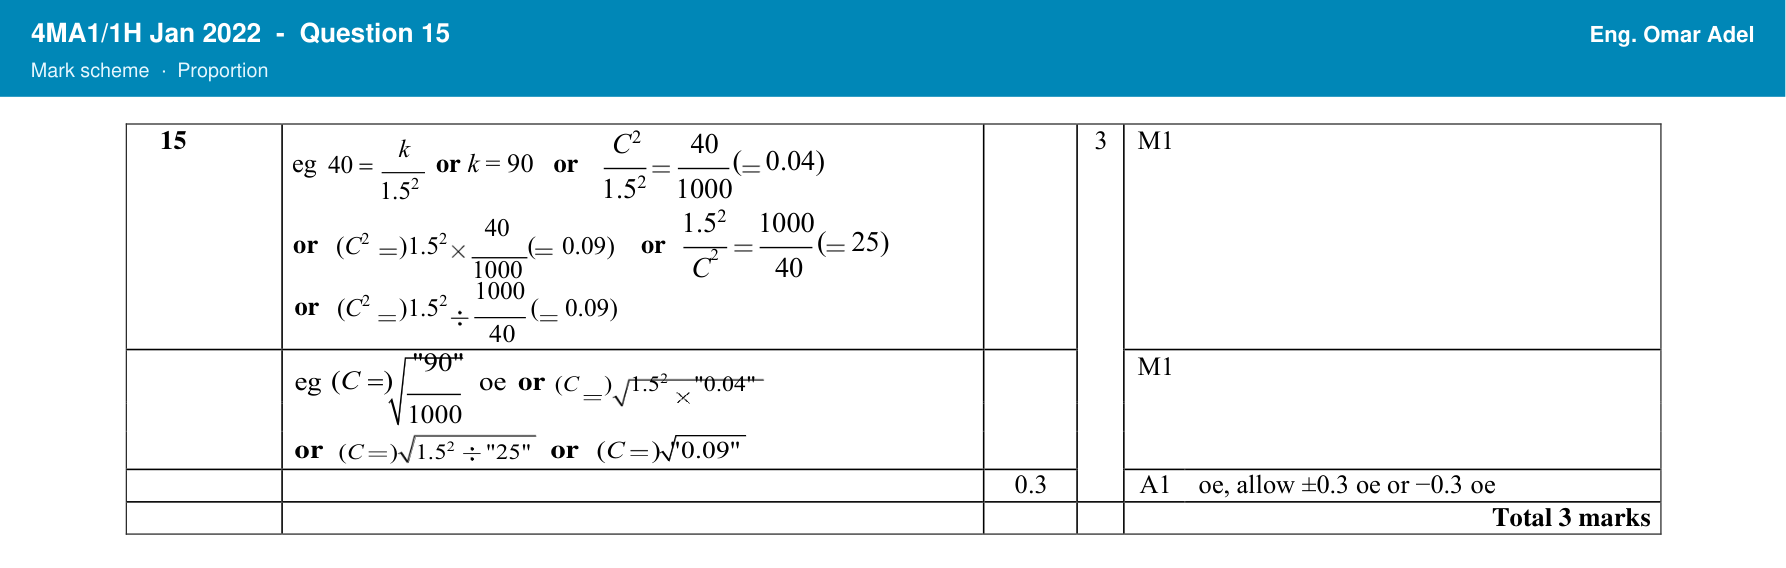 4MA1/1H Jan 2022 - Question 15
Eng. Omar Adel
Mark scheme · Proportion
15
eg 40 = k/1.5² or k = 90 or C²/1.5² = 40/1000 (= 0.04)
3
M1
or (C² =)1.5² × 40/1000 (= 0.09) or 1.5²/C² = 1000/40 (= 25)
or (C² =)1.5² ÷ 1000/40 (= 0.09)
eg (C =)√("90"/1000) oe or (C =)√(1.5² × "0.04")
M1
or (C =)√(1.5² ÷ "25") or (C =)√"0.09"
0.3
A1 oe, allow ±0.3 oe or −0.3 oe
Total 3 marks